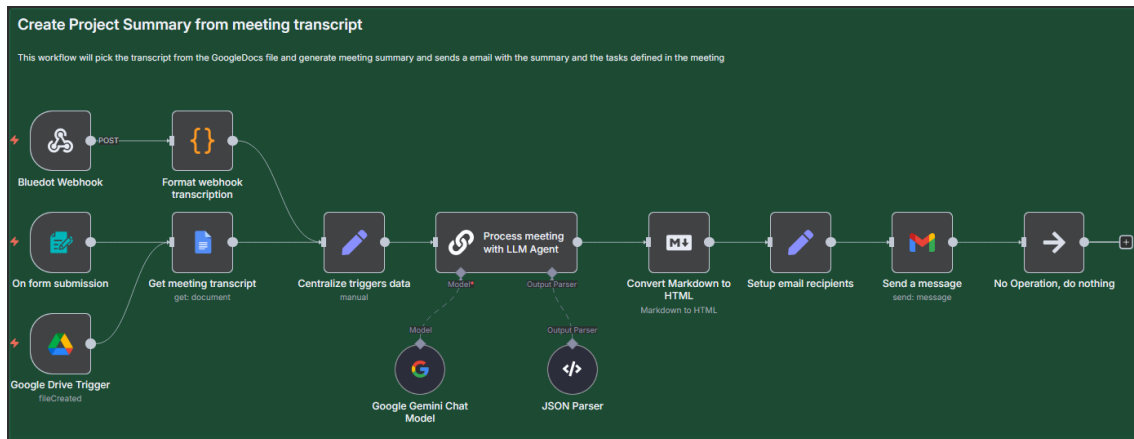 Create Project Summary from meeting transcript
This workflow will pick the transcript from the GoogleDocs file and generate meeting summary and sends a email with the summary and the tasks defined in the meeting
POST
Bluedot Webhook
Format webhook
transcription
On form submission
Get meeting transcript
get: document
Centralize triggers data
manual
Process meeting
with LLM Agent
Model*
Output Parser
M
Convert Markdown to
HTML
Markdown to HTML
Setup email recipients
Send a message
send: message
No Operation, do nothing
Google Drive Trigger
fileCreated
Model
Google Gemini Chat
Model
Output Parser
JSON Parser